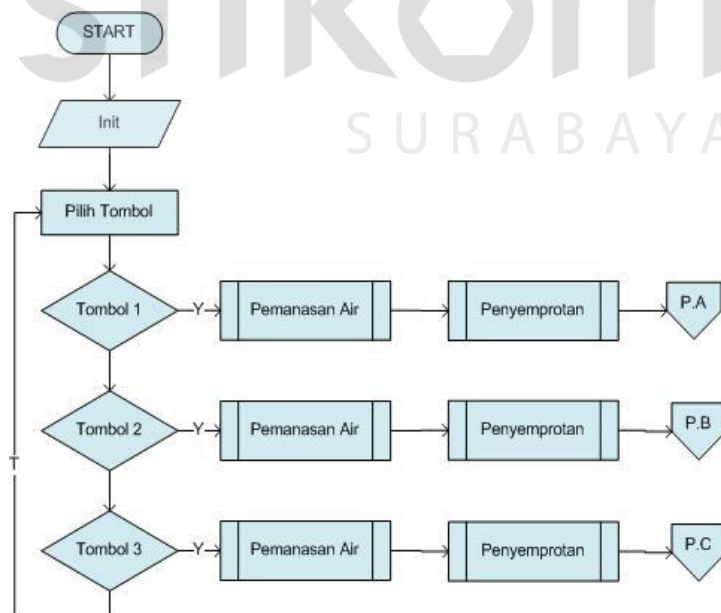 stikom
SURABAYA
START
Init
Pilih Tombol
Tombol 1
Y
Pemanasan Air
Penyemprotan
P.A
Tombol 2
Y
Pemanasan Air
Penyemprotan
P.B
T
Tombol 3
Y
Pemanasan Air
Penyemprotan
P.C